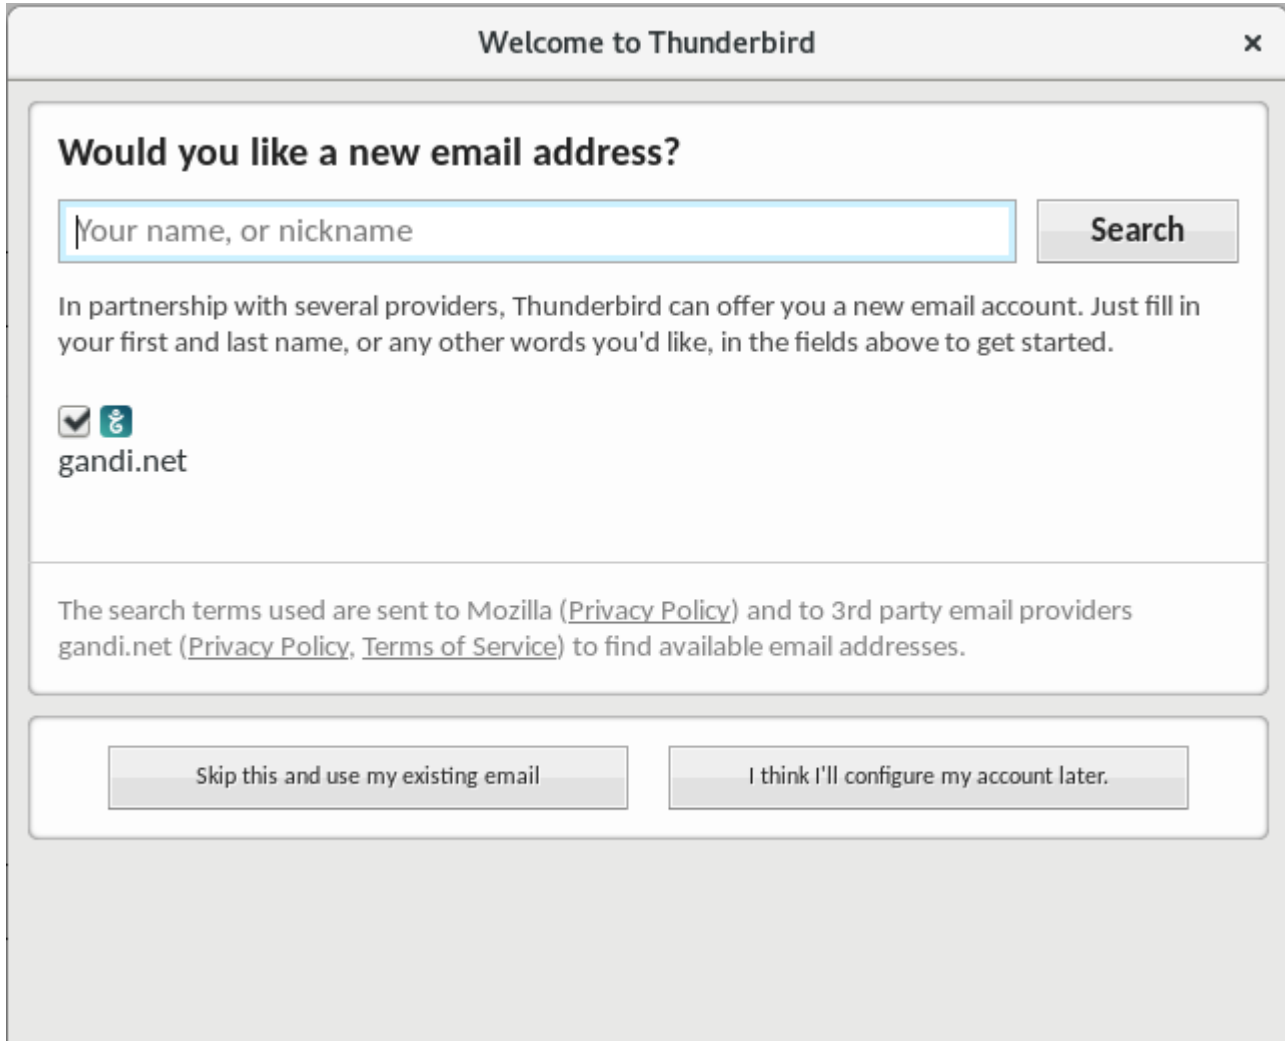 Welcome to Thunderbird
Would you like a new email address?
Your name, or nickname
Search
In partnership with several providers, Thunderbird can offer you a new email account. Just fill in
your first and last name, or any other words you'd like, in the fields above to get started.
gandi.net
The search terms used are sent to Mozilla (Privacy Policy) and to 3rd party email providers
gandi.net (Privacy Policy, Terms of Service) to find available email addresses.
Skip this and use my existing email
I think I'll configure my account later.